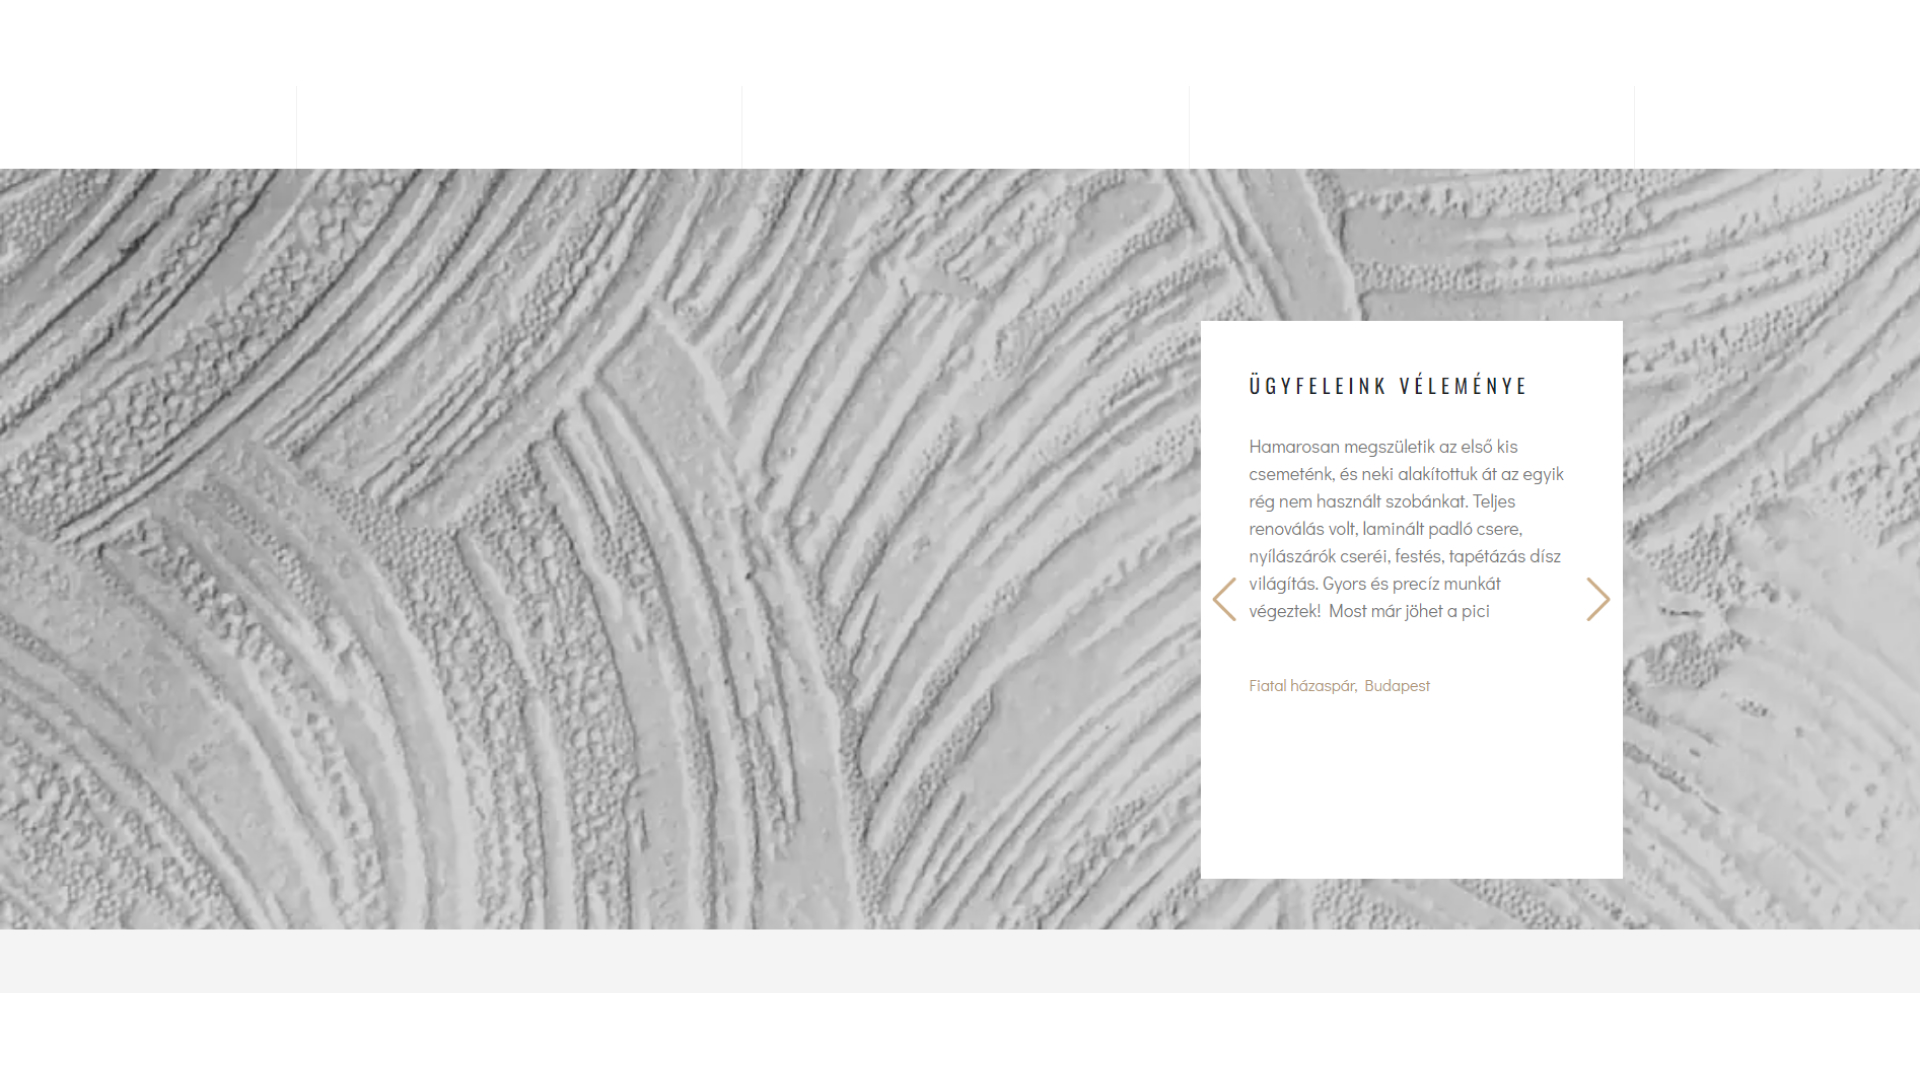 ÜGYFELEINK VÉLEMÉNYE
Hamarosan megszületik az első kis
csemeténk, és neki alakítottuk át az egyik
rég nem használt szobánkat. Teljes
renoválás volt, laminált padló csere,
nyílászárók cseréi, festés, tapétázás dísz
világítás. Gyors és precíz munkát
végeztek!  Most már jöhet a pici
Fiatal házaspár,  Budapest